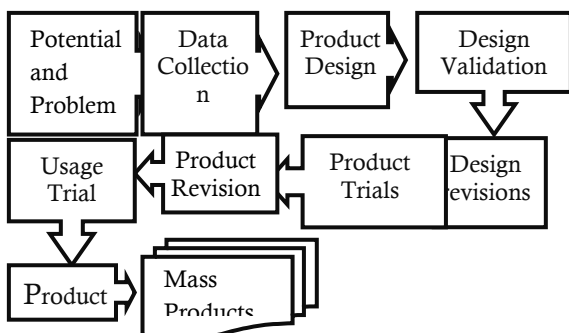 Potential
and
Problem
Data
Collectio
n
Product
Design
Design
Validation
Usage
Trial
Product
Revision
Product
Trials
Design
revisions
Product
Mass
Products